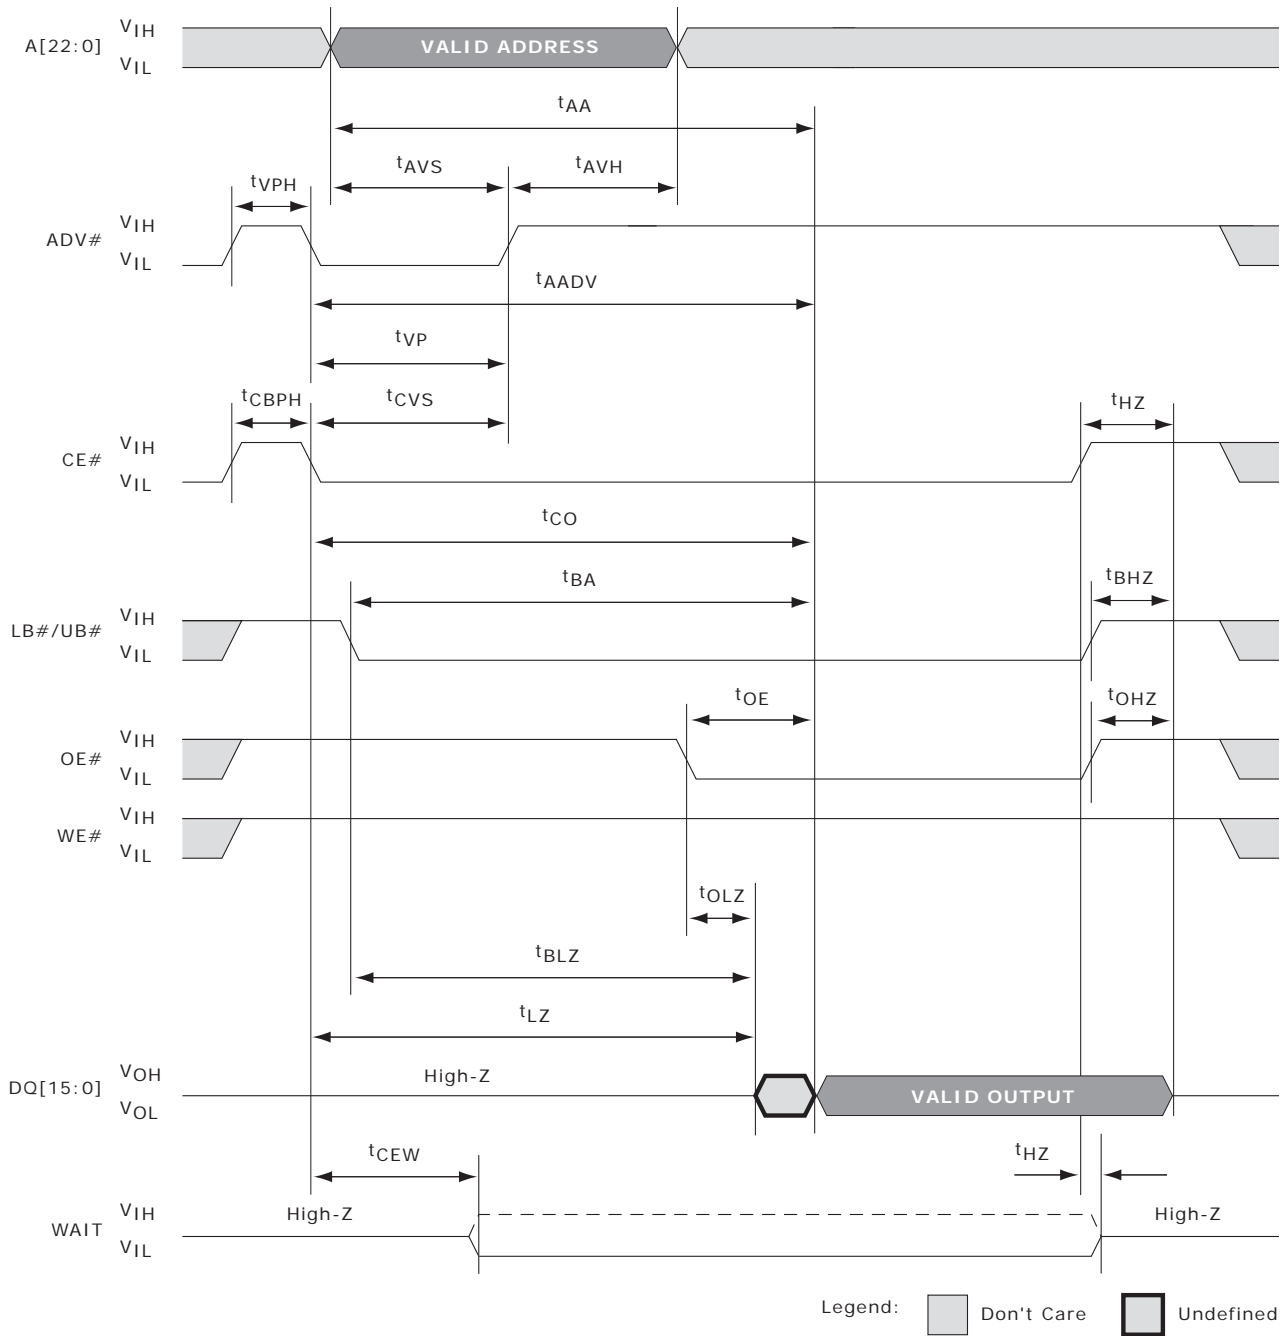 VIH
A[22:0]
VIL
VALID ADDRESS
tAA
tAVS
tAVH
tVPH
VIH
ADV#
VIL
tAADV
tVP
tCBPH
tCVS
tHZ
VIH
CE#
VIL
tCO
tBA
tBHZ
VIH
LB#/UB#
VIL
tOE
tOHZ
VIH
OE#
VIL
VIH
WE#
VIL
tOLZ
tBLZ
tLZ
VOH
DQ[15:0]
VOL
High-Z
VALID OUTPUT
tCEW
tHZ
VIH
WAIT
VIL
High-Z
High-Z
Legend: Don't Care Undefined